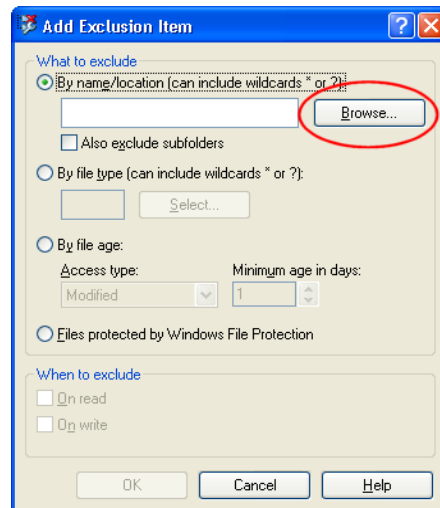 Add Exclusion Item
What to exclude
By name/location (can include wildcards * or ?):
Browse...
Also exclude subfolders
By file type (can include wildcards * or ?):
Select...
By file age:
Access type: Minimum age in days:
Modified 1
Files protected by Windows File Protection
When to exclude
On read
On write
OK Cancel Help